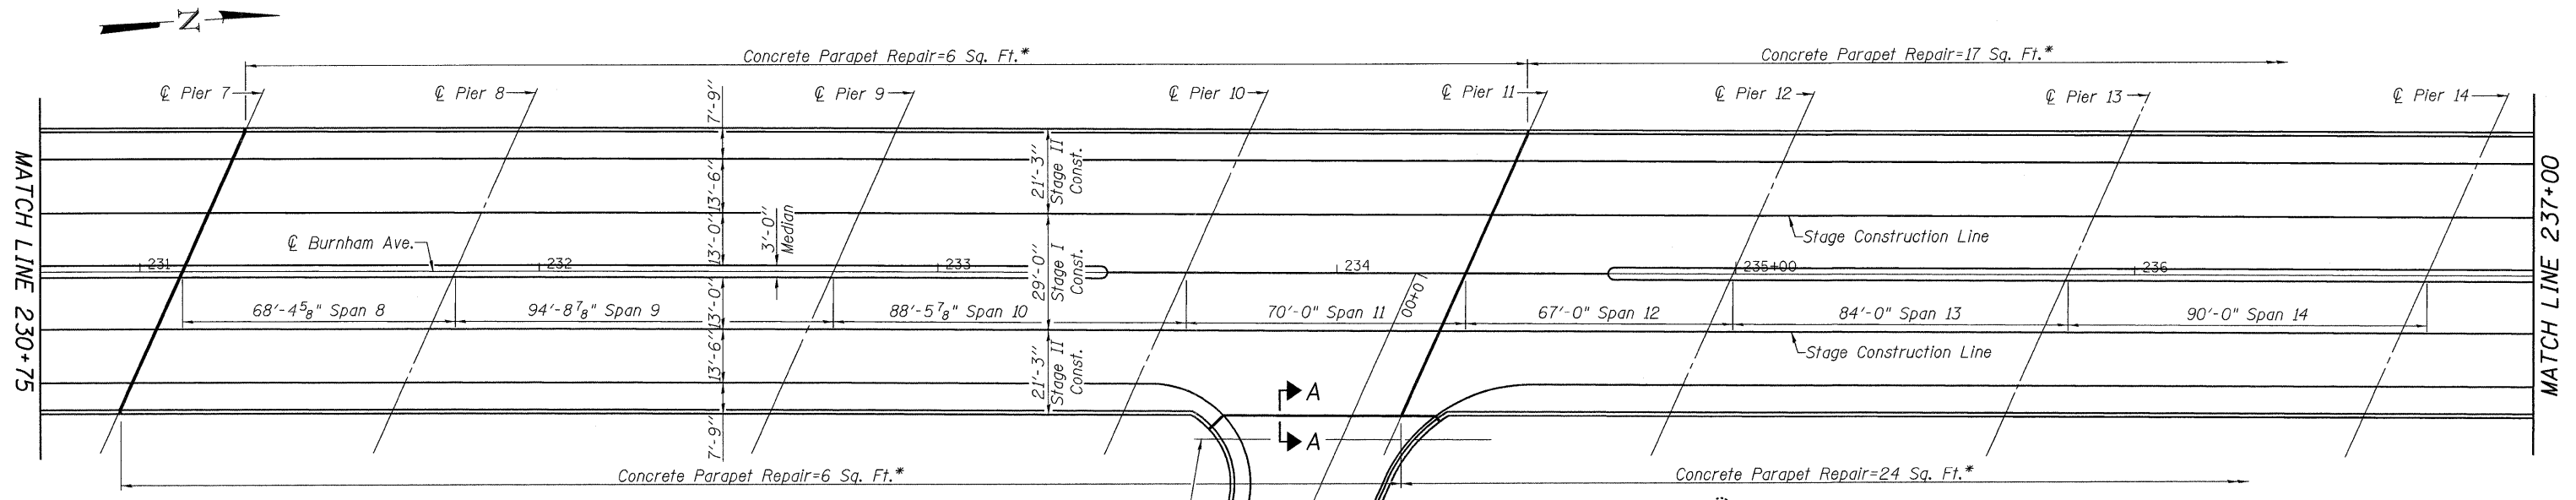 N
Concrete Parapet Repair=6 Sq. Ft.*
Concrete Parapet Repair=17 Sq. Ft.*
℄ Pier 7
℄ Pier 8
℄ Pier 9
℄ Pier 10
℄ Pier 11
℄ Pier 12
℄ Pier 13
℄ Pier 14
7'-9"
13'-6"
13'-0"
13'-0"
13'-6"
7'-9"
3'-0"
Median
21'-3"
Stage II
Const.
29'-0"
Stage I
Const.
21'-3"
Stage II
Const.
MATCH LINE 230+75
MATCH LINE 237+00
℄ Burnham Ave.
Stage Construction Line
231
232
233
234
235+00
236
10+00
68'-4⅝" Span 8
94'-8⅞" Span 9
88'-5⅞" Span 10
70'-0" Span 11
67'-0" Span 12
84'-0" Span 13
90'-0" Span 14
Stage Construction Line
A
A
Concrete Parapet Repair=6 Sq. Ft.*
Concrete Parapet Repair=24 Sq. Ft.*